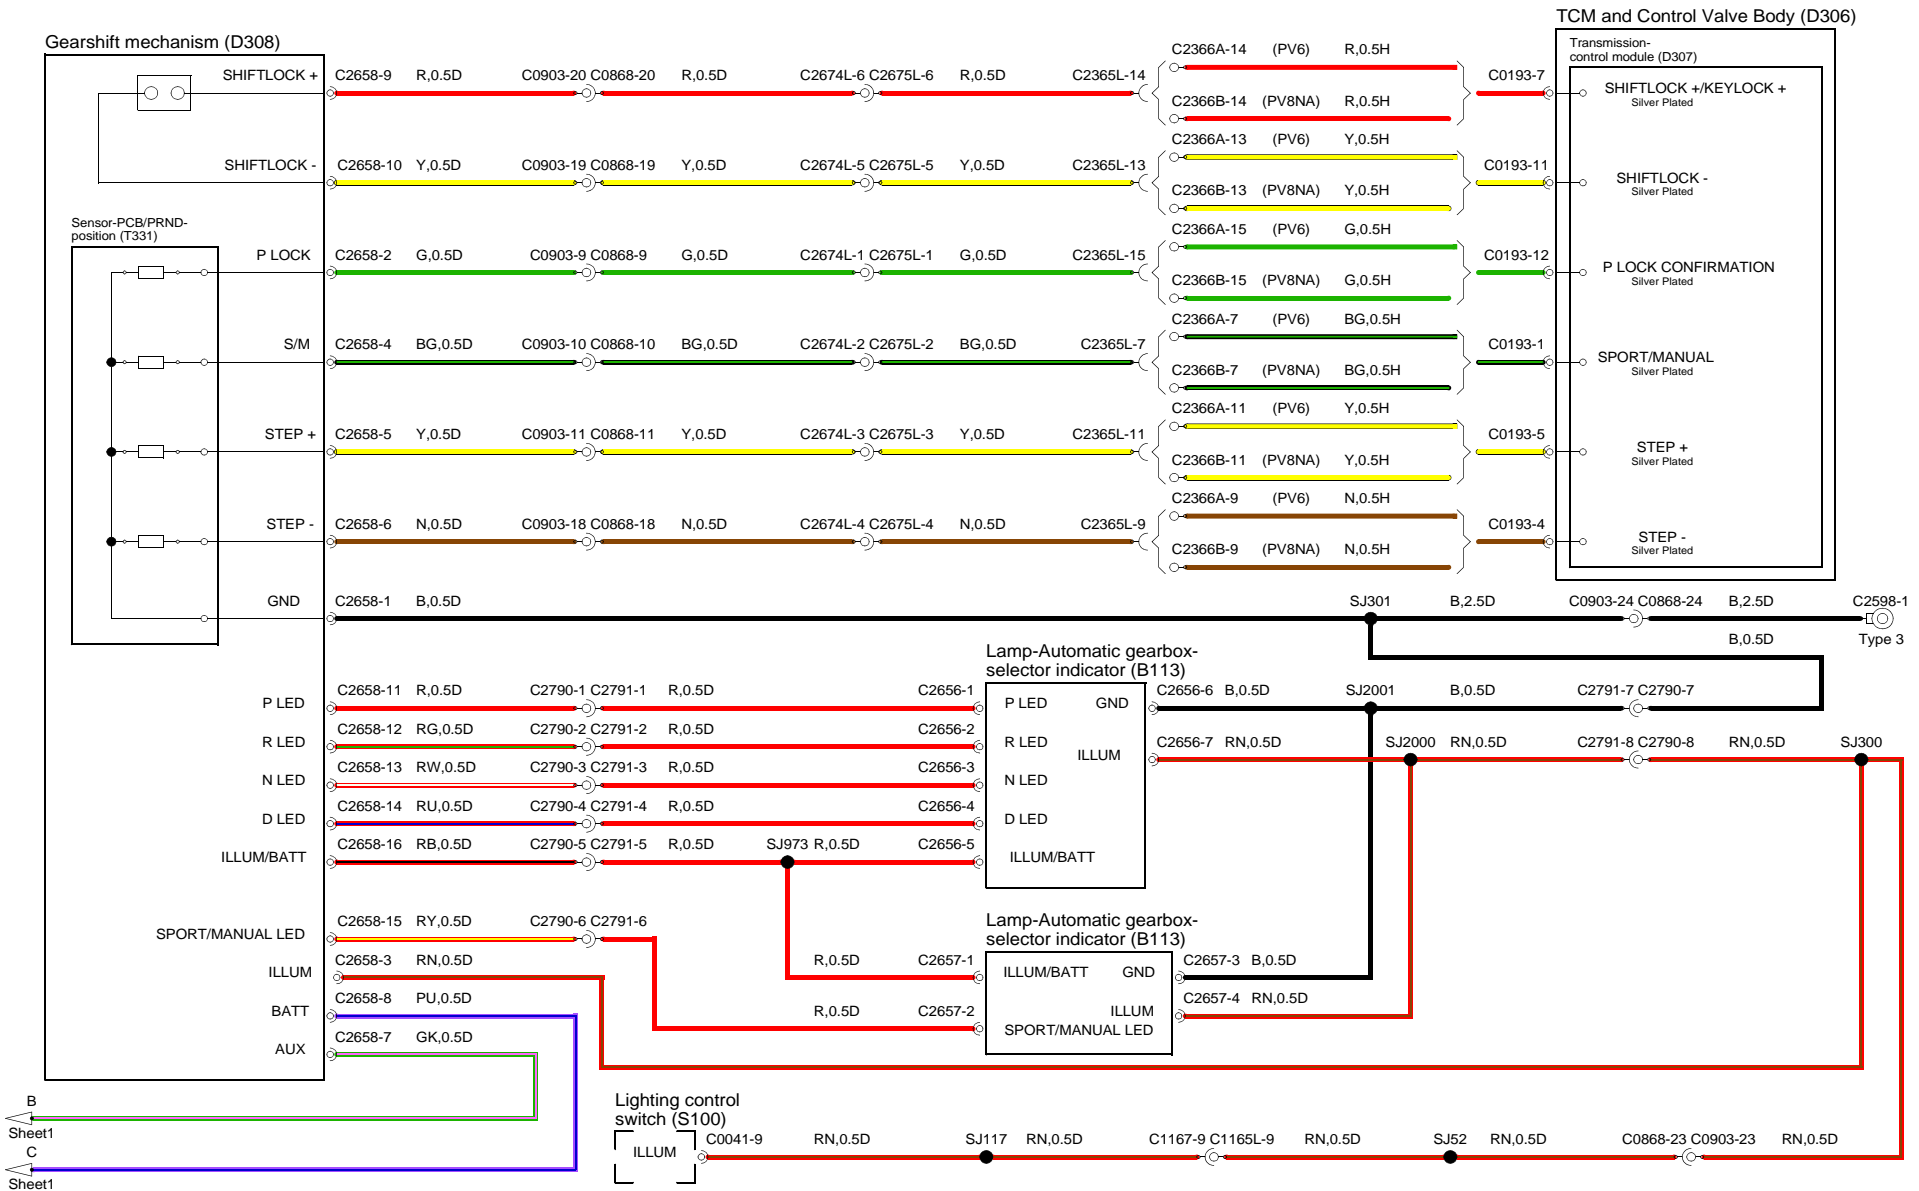 TCM and Control Valve Body (D306)
Gearshift mechanism (D308)
Transmission-
control module (D307)
SHIFTLOCK + C2658-9 R,0.5D C0903-20 C0868-20 R,0.5D C2674L-6 C2675L-6 R,0.5D C2365L-14
C2366A-14 (PV6) R,0.5H
C2366B-14 (PV8NA) R,0.5H
C0193-7 SHIFTLOCK +/KEYLOCK +
Silver Plated
SHIFTLOCK - C2658-10 Y,0.5D C0903-19 C0868-19 Y,0.5D C2674L-5 C2675L-5 Y,0.5D C2365L-13
C2366A-13 (PV6) Y,0.5H
C2366B-13 (PV8NA) Y,0.5H
C0193-11 SHIFTLOCK -
Silver Plated
Sensor-PCB/PRND-
position (T331)
P LOCK C2658-2 G,0.5D C0903-9 C0868-9 G,0.5D C2674L-1 C2675L-1 G,0.5D C2365L-15
C2366A-15 (PV6) G,0.5H
C2366B-15 (PV8NA) G,0.5H
C0193-12 P LOCK CONFIRMATION
Silver Plated
S/M C2658-4 BG,0.5D C0903-10 C0868-10 BG,0.5D C2674L-2 C2675L-2 BG,0.5D C2365L-7
C2366A-7 (PV6) BG,0.5H
C2366B-7 (PV8NA) BG,0.5H
C0193-1 SPORT/MANUAL
Silver Plated
STEP + C2658-5 Y,0.5D C0903-11 C0868-11 Y,0.5D C2674L-3 C2675L-3 Y,0.5D C2365L-11
C2366A-11 (PV6) Y,0.5H
C2366B-11 (PV8NA) Y,0.5H
C0193-5 STEP +
Silver Plated
STEP - C2658-6 N,0.5D C0903-18 C0868-18 N,0.5D C2674L-4 C2675L-4 N,0.5D C2365L-9
C2366A-9 (PV6) N,0.5H
C2366B-9 (PV8NA) N,0.5H
C0193-4 STEP -
Silver Plated
GND C2658-1 B,0.5D SJ301 B,2.5D C0903-24 C0868-24 B,2.5D C2598-1
B,0.5D Type 3
Lamp-Automatic gearbox-
selector indicator (B113)
P LED C2658-11 R,0.5D C2790-1 C2791-1 R,0.5D C2656-1 P LED GND C2656-6 B,0.5D SJ2001 B,0.5D C2791-7 C2790-7
R LED C2658-12 RG,0.5D C2790-2 C2791-2 R,0.5D C2656-2 R LED
ILLUM C2656-7 RN,0.5D SJ2000 RN,0.5D C2791-8 C2790-8 RN,0.5D SJ300
N LED C2658-13 RW,0.5D C2790-3 C2791-3 R,0.5D C2656-3 N LED
D LED C2658-14 RU,0.5D C2790-4 C2791-4 R,0.5D C2656-4 D LED
ILLUM/BATT C2658-16 RB,0.5D C2790-5 C2791-5 R,0.5D SJ973 R,0.5D C2656-5 ILLUM/BATT
Lamp-Automatic gearbox-
selector indicator (B113)
SPORT/MANUAL LED C2658-15 RY,0.5D C2790-6 C2791-6
ILLUM C2658-3 RN,0.5D
R,0.5D C2657-1 ILLUM/BATT GND C2657-3 B,0.5D
BATT C2658-8 PU,0.5D
ILLUM C2657-4 RN,0.5D
R,0.5D C2657-2 SPORT/MANUAL LED
AUX C2658-7 GK,0.5D
B
Sheet1
C
Sheet1
Lighting control
switch (S100)
ILLUM C0041-9 RN,0.5D SJ117 RN,0.5D C1167-9 C1165L-9 RN,0.5D SJ52 RN,0.5D C0868-23 C0903-23 RN,0.5D